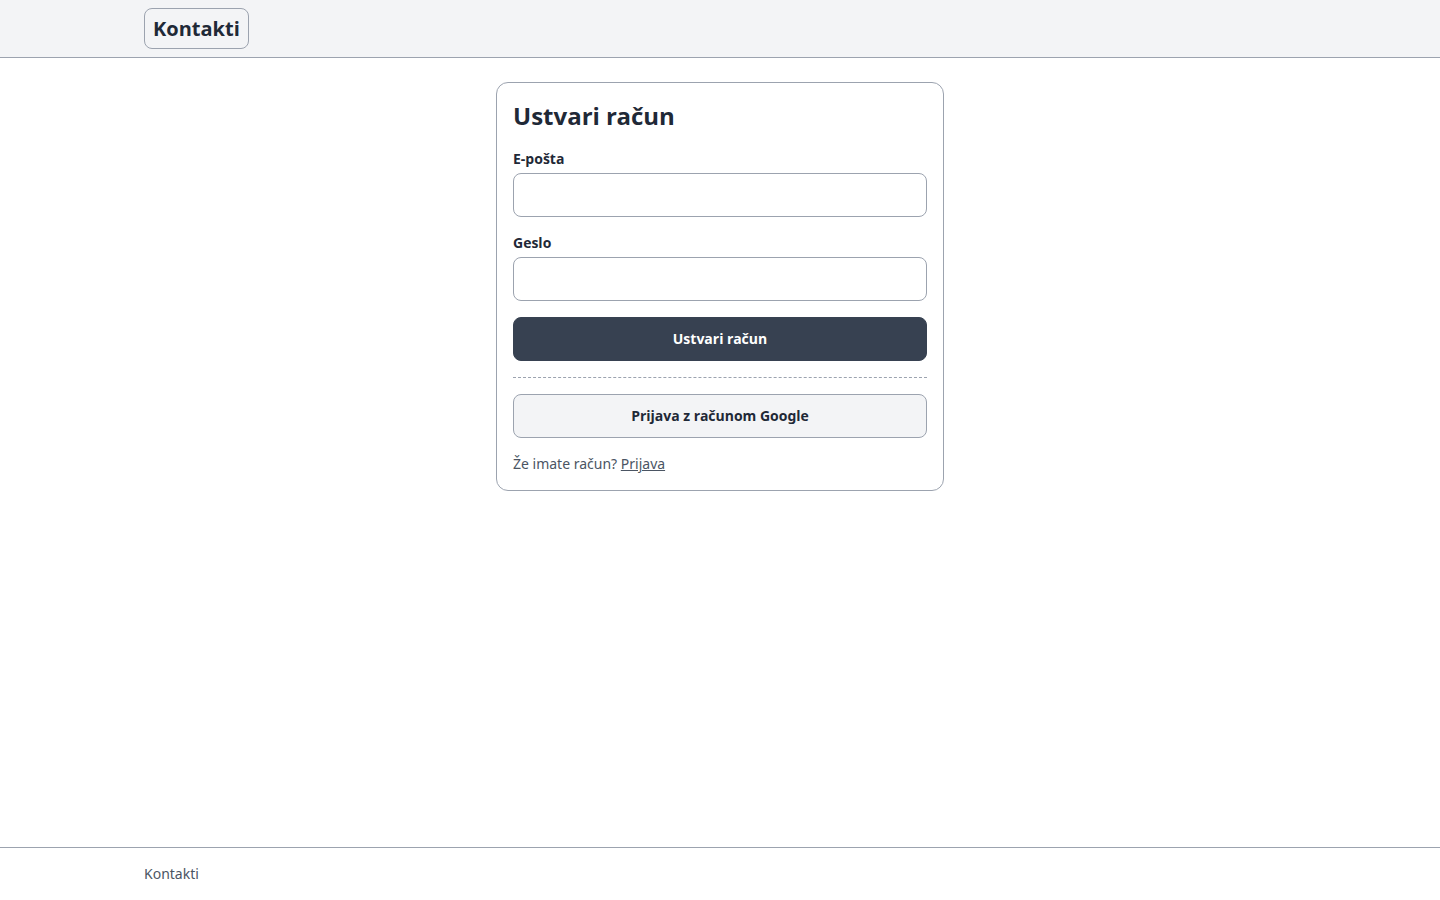 Kontakti
Ustvari račun
E-pošta
Geslo
Ustvari račun
Prijava z računom Google
Že imate račun? Prijava
Kontakti